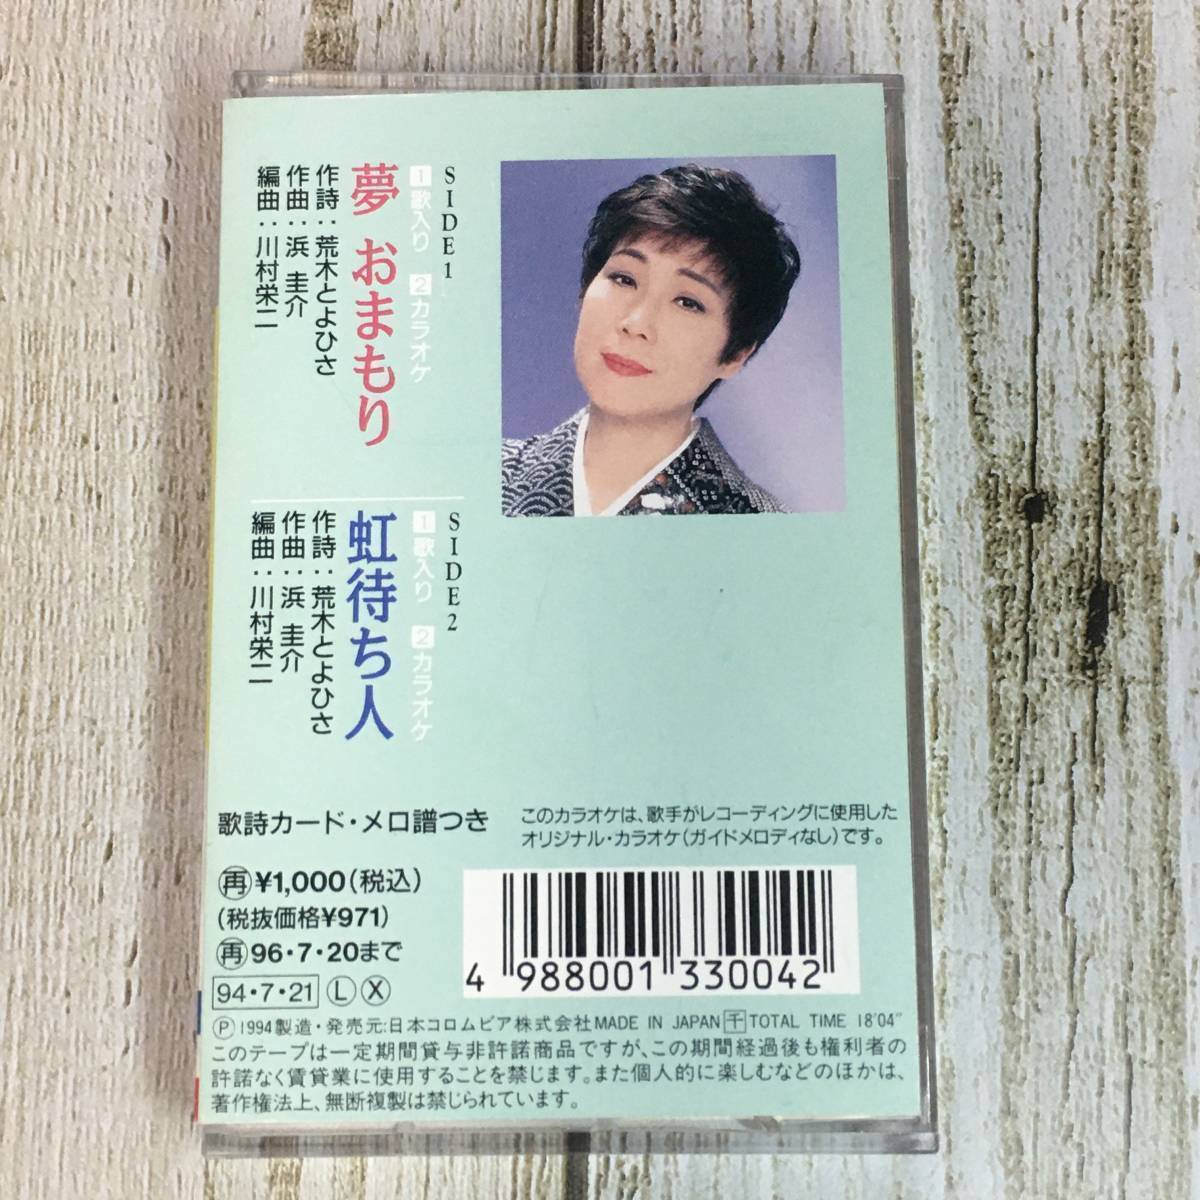 SIDE1
1歌入り 2カラオケ
夢 おまもり
作詩：荒木とよひさ
作曲：浜 圭介
編曲：川村栄二
SIDE2
1歌入り 2カラオケ
虹待ち人
作詩：荒木とよひさ
作曲：浜 圭介
編曲：川村栄二
歌詩カード・メロ譜つき
このカラオケは、歌手がレコーディングに使用した
オリジナル・カラオケ(ガイドメロディなし)です。
再¥1,000(税込)
(税抜価格¥971)
再96・7・20まで
94・7・21 Ⓛ Ⓧ
4 988001 330042
Ⓟ1994製造・発売元:日本コロムビア株式会社MADE IN JAPAN 千 TOTAL TIME 18'04"
このテープは一定期間貸与非許諾商品ですが、この期間経過後も権利者の
許諾なく賃貸業に使用することを禁じます。また個人的に楽しむなどのほかは、
著作権法上、無断複製は禁じられています。